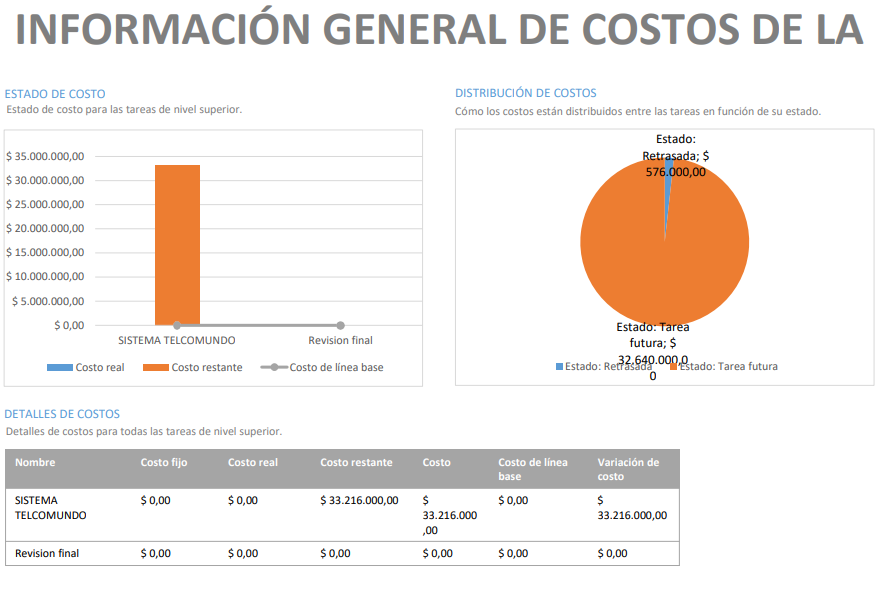 INFORMACIÓN GENERAL DE COSTOS DE LA
ESTADO DE COSTO
Estado de costo para las tareas de nivel superior.
$ 35.000.000,00
$ 30.000.000,00
$ 25.000.000,00
$ 20.000.000,00
$ 15.000.000,00
$ 10.000.000,00
$ 5.000.000,00
$ 0,00
SISTEMA TELCOMUNDO
Revision final
Costo real
Costo restante
Costo de línea base
DISTRIBUCIÓN DE COSTOS
Cómo los costos están distribuidos entre las tareas en función de su estado.
Estado:
Retrasada; $
576.000,00
Estado: Tarea
futura; $
32.640.000,0
0
Estado: Retrasada
Estado: Tarea futura
DETALLES DE COSTOS
Detalles de costos para todas las tareas de nivel superior.
Nombre Costo fijo Costo real Costo restante Costo Costo de línea Variación de
base costo
SISTEMA $ 0,00 $ 0,00 $ 33.216.000,00 $ $ 0,00 $
TELCOMUNDO 33.216.000 33.216.000,00
,00
Revision final $ 0,00 $ 0,00 $ 0,00 $ 0,00 $ 0,00 $ 0,00